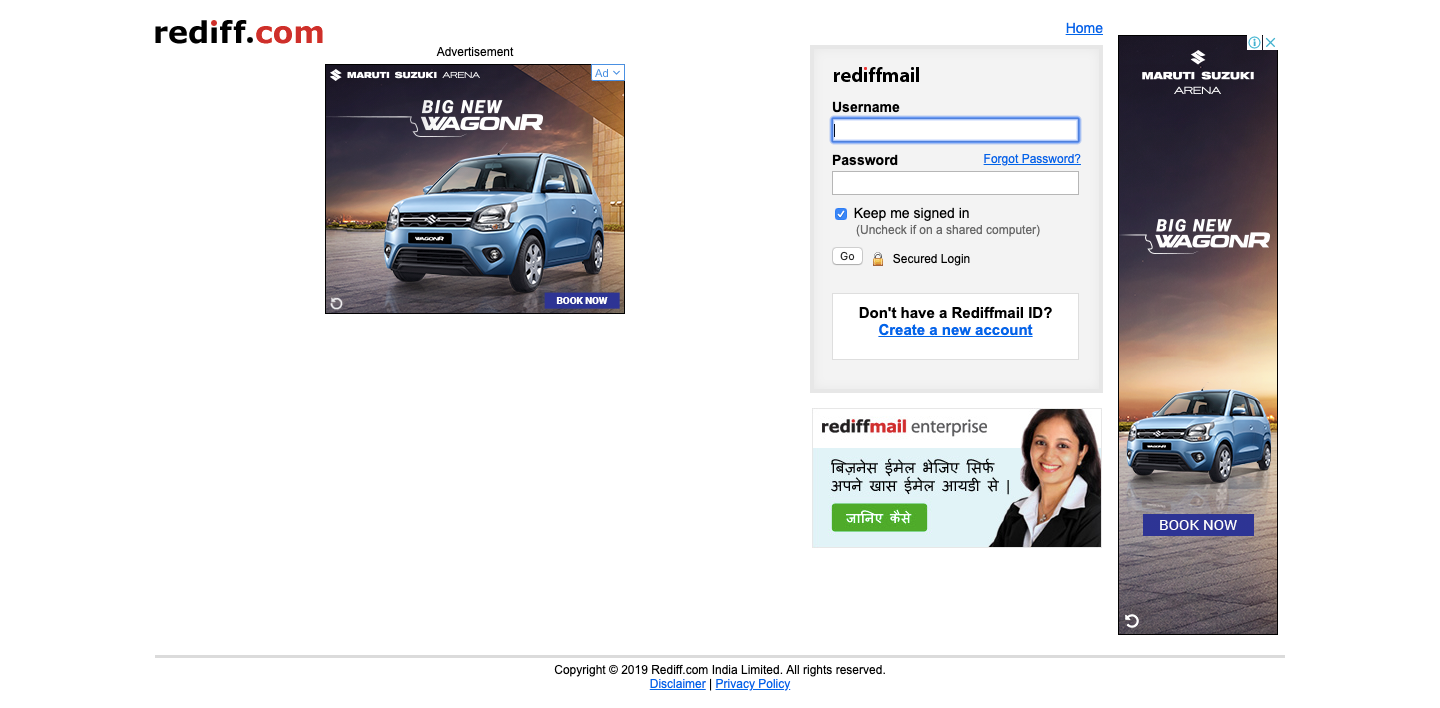 rediff.com
Home
Advertisement
MARUTI SUZUKI ARENA
Ad
BIG NEW
WAGONR
WAGONR
BOOK NOW
rediffmail
Username
Password
Forgot Password?
Keep me signed in
(Uncheck if on a shared computer)
Go
Secured Login
Don't have a Rediffmail ID?
Create a new account
rediffmail enterprise
बिज़नेस ईमेल भेजिए सिर्फ
अपने खास ईमेल आयडी से |
जानिए कैसे
MARUTI SUZUKI
ARENA
BIG NEW
WAGONR
WAGONR
BOOK NOW
Copyright © 2019 Rediff.com India Limited. All rights reserved.
Disclaimer | Privacy Policy